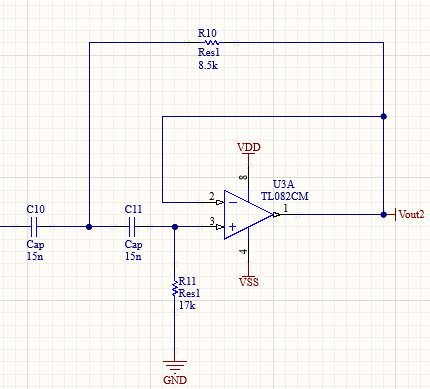 R10
Res1
8.5k
VDD
8
U3A
TL082CM
2
1
3
Vout2
4
VSS
C10
Cap
15n
C11
Cap
15n
R11
Res1
17k
GND